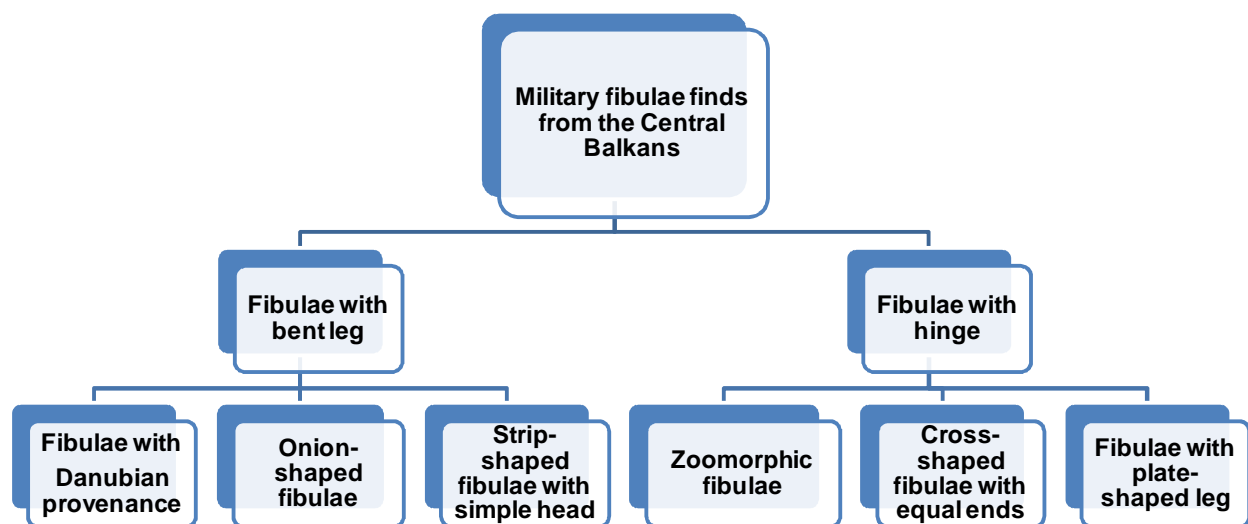 Military fibulae finds
from the Central
Balkans
Fibulae with
bent leg
Fibulae with
hinge
Fibulae with
Danubian
provenance
Onion-
shaped
fibulae
Strip-
shaped
fibulae with
simple head
Zoomorphic
fibulae
Cross-
shaped
fibulae with
equal ends
Fibulae with
plate-
shaped leg